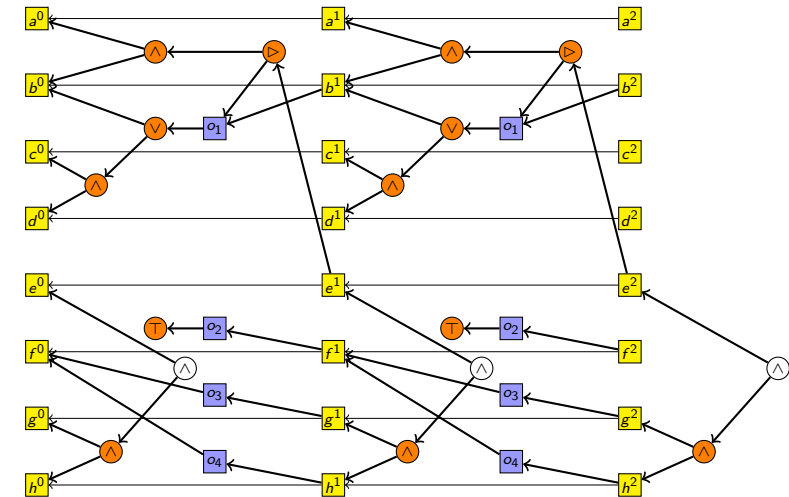 a⁰ a¹ a²
∧ ▷ ∧ ▷
b⁰ b¹ b²
∨ o₁ ∨ o₁
c⁰ c¹ c²
∧ ∧
d⁰ d¹ d²
e⁰ e¹ e²
⊤ o₂ ⊤ o₂
f⁰ f¹ f²
∧ ∧ ∧
o₃ o₃
g⁰ g¹ g²
∧ ∧ ∧
o₄ o₄
h⁰ h¹ h²